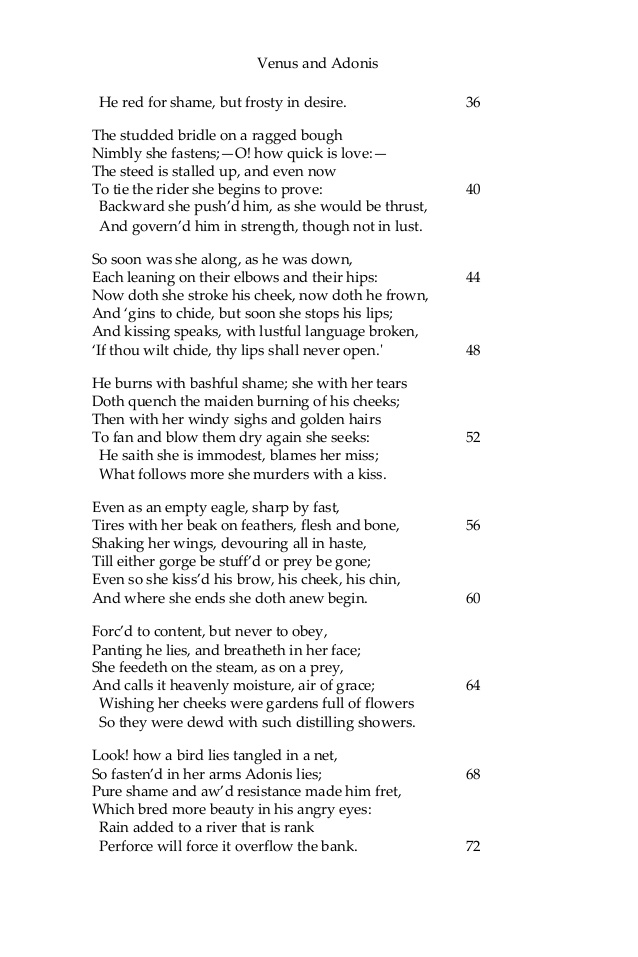 Venus and Adonis
He red for shame, but frosty in desire. 36
The studded bridle on a ragged bough
Nimbly she fastens;—O! how quick is love:—
The steed is stalled up, and even now
To tie the rider she begins to prove: 40
Backward she push’d him, as she would be thrust,
And govern’d him in strength, though not in lust.
So soon was she along, as he was down,
Each leaning on their elbows and their hips: 44
Now doth she stroke his cheek, now doth he frown,
And ‘gins to chide, but soon she stops his lips;
And kissing speaks, with lustful language broken,
‘If thou wilt chide, thy lips shall never open.' 48
He burns with bashful shame; she with her tears
Doth quench the maiden burning of his cheeks;
Then with her windy sighs and golden hairs
To fan and blow them dry again she seeks: 52
He saith she is immodest, blames her miss;
What follows more she murders with a kiss.
Even as an empty eagle, sharp by fast,
Tires with her beak on feathers, flesh and bone, 56
Shaking her wings, devouring all in haste,
Till either gorge be stuff’d or prey be gone;
Even so she kiss’d his brow, his cheek, his chin,
And where she ends she doth anew begin. 60
Forc’d to content, but never to obey,
Panting he lies, and breatheth in her face;
She feedeth on the steam, as on a prey,
And calls it heavenly moisture, air of grace; 64
Wishing her cheeks were gardens full of flowers
So they were dewd with such distilling showers.
Look! how a bird lies tangled in a net,
So fasten’d in her arms Adonis lies; 68
Pure shame and aw’d resistance made him fret,
Which bred more beauty in his angry eyes:
Rain added to a river that is rank
Perforce will force it overflow the bank. 72